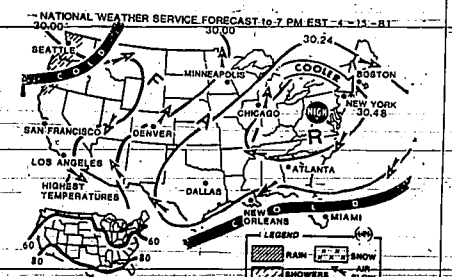 NATIONAL WEATHER SERVICE FORECAST to 7 PM EST 4-15-81
30.00 30.00 30.24
SEATTLE
COLD
MINNEAPOLIS
COOLER
BOSTON
FAIR
CHICAGO
HIGH
NEW YORK
30.48
SAN FRANCISCO
DENVER
LOS ANGELES
ATLANTA
HIGHEST
TEMPERATURES
DALLAS
NEW
ORLEANS
COLD
MIAMI
60 60
80 80
LEGEND
RAIN SNOW
SHOWERS AIR